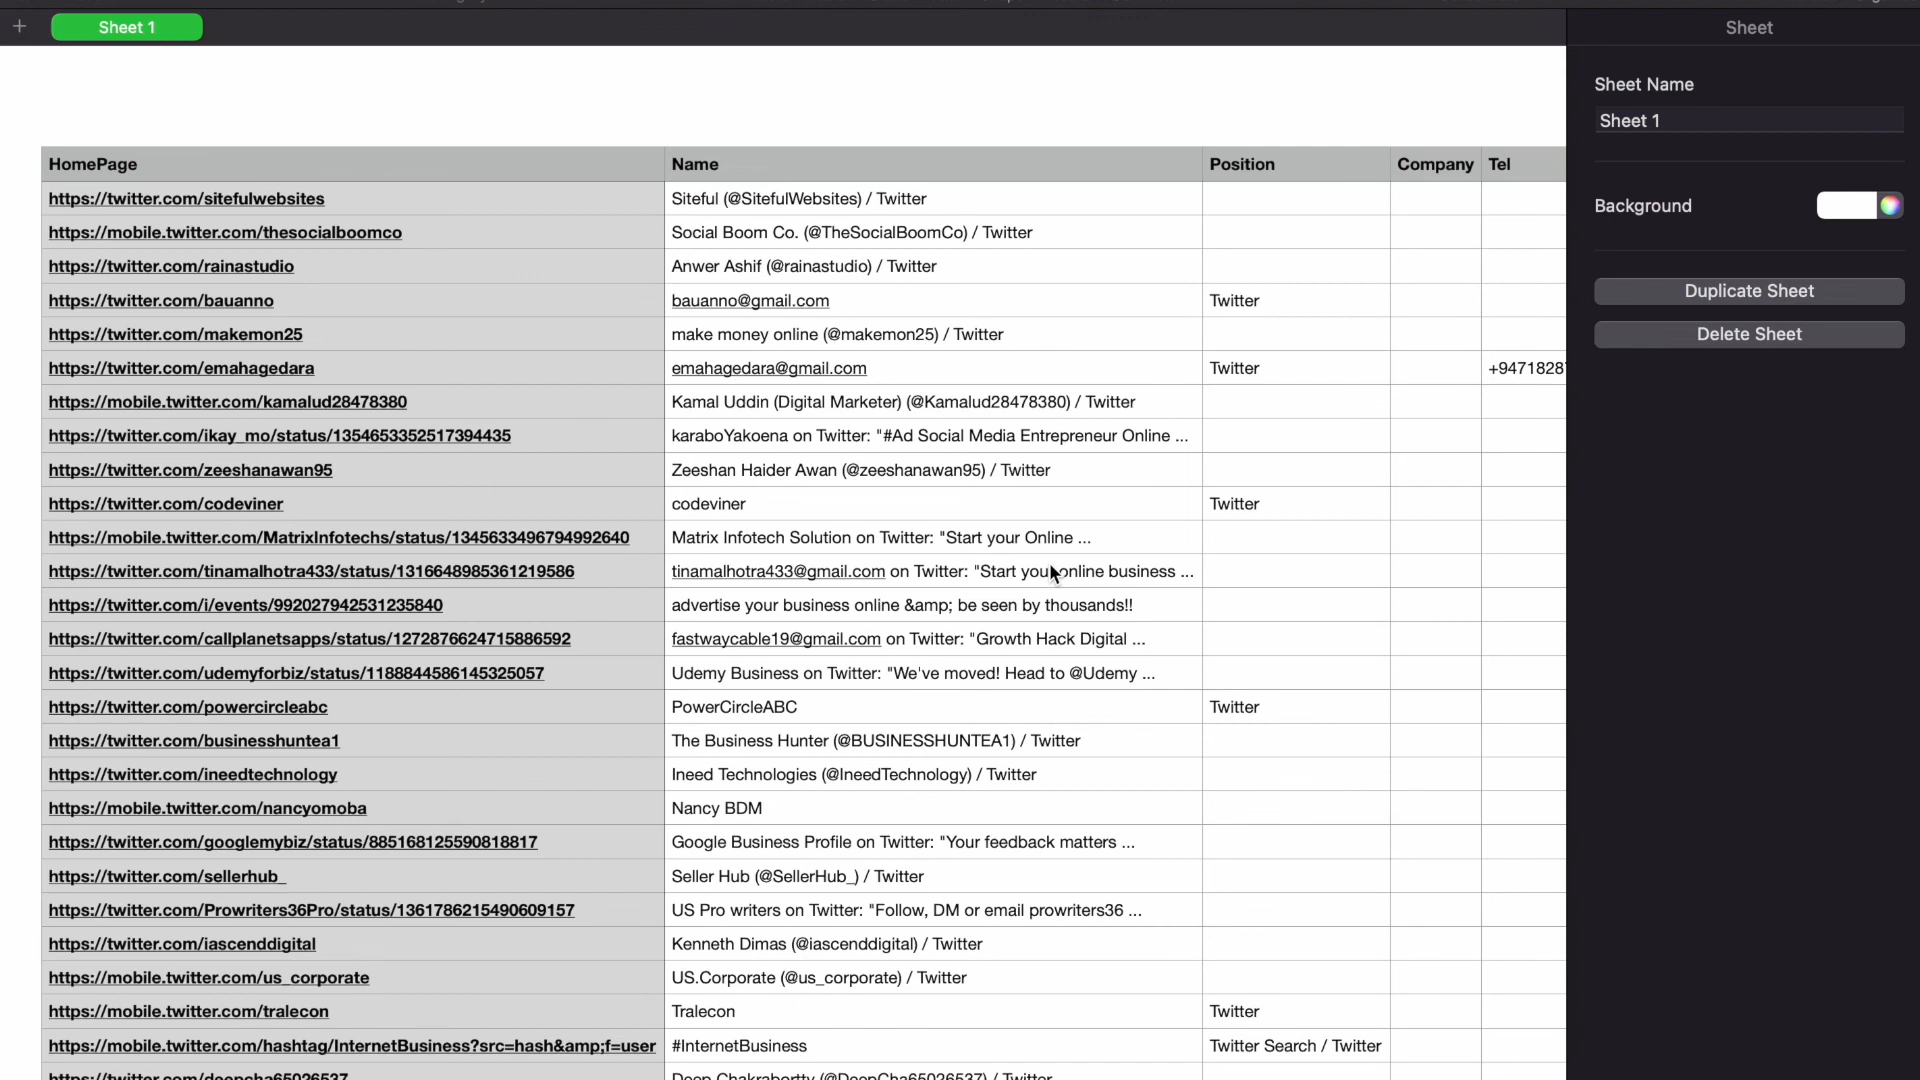 + Sheet 1 Sheet
Sheet Name
Sheet 1
Background
Duplicate Sheet
Delete Sheet
HomePage Name Position Company Tel
https://twitter.com/sitefulwebsites Siteful (@SitefulWebsites) / Twitter
https://mobile.twitter.com/thesocialboomco Social Boom Co. (@TheSocialBoomCo) / Twitter
https://twitter.com/rainastudio Anwer Ashif (@rainastudio) / Twitter
https://twitter.com/bauanno bauanno@gmail.com Twitter
https://twitter.com/makemon25 make money online (@makemon25) / Twitter
https://twitter.com/emahagedara emahagedara@gmail.com Twitter +9471828
https://mobile.twitter.com/kamalud28478380 Kamal Uddin (Digital Marketer) (@Kamalud28478380) / Twitter
https://twitter.com/ikay_mo/status/1354653352517394435 karaboYakoena on Twitter: "#Ad Social Media Entrepreneur Online ...
https://twitter.com/zeeshanawan95 Zeeshan Haider Awan (@zeeshanawan95) / Twitter
https://twitter.com/codeviner codeviner Twitter
https://mobile.twitter.com/MatrixInfotechs/status/1345633496794992640 Matrix Infotech Solution on Twitter: "Start your Online ...
https://twitter.com/tinamalhotra433/status/1316648985361219586 tinamalhotra433@gmail.com on Twitter: "Start your online business ...
https://twitter.com/i/events/992027942531235840 advertise your business online &amp; be seen by thousands!!
https://twitter.com/callplanetsapps/status/1272876624715886592 fastwaycable19@gmail.com on Twitter: "Growth Hack Digital ...
https://twitter.com/udemyforbiz/status/1188844586145325057 Udemy Business on Twitter: "We've moved! Head to @Udemy ...
https://twitter.com/powercircleabc PowerCircleABC Twitter
https://twitter.com/businesshuntea1 The Business Hunter (@BUSINESSHUNTEA1) / Twitter
https://twitter.com/ineedtechnology Ineed Technologies (@IneedTechnology) / Twitter
https://mobile.twitter.com/nancyomoba Nancy BDM
https://twitter.com/googlemybiz/status/885168125590818817 Google Business Profile on Twitter: "Your feedback matters ...
https://twitter.com/sellerhub_ Seller Hub (@SellerHub_) / Twitter
https://twitter.com/Prowriters36Pro/status/1361786215490609157 US Pro writers on Twitter: "Follow, DM or email prowriters36 ...
https://twitter.com/iascenddigital Kenneth Dimas (@iascenddigital) / Twitter
https://mobile.twitter.com/us_corporate US.Corporate (@us_corporate) / Twitter
https://mobile.twitter.com/tralecon Tralecon Twitter
https://mobile.twitter.com/hashtag/InternetBusiness?src=hash&amp;f=user #InternetBusiness Twitter Search / Twitter
https://twitter.com/deepcha65026537 Deep Chakrabortty (@DeepCha65026537) / Twitter